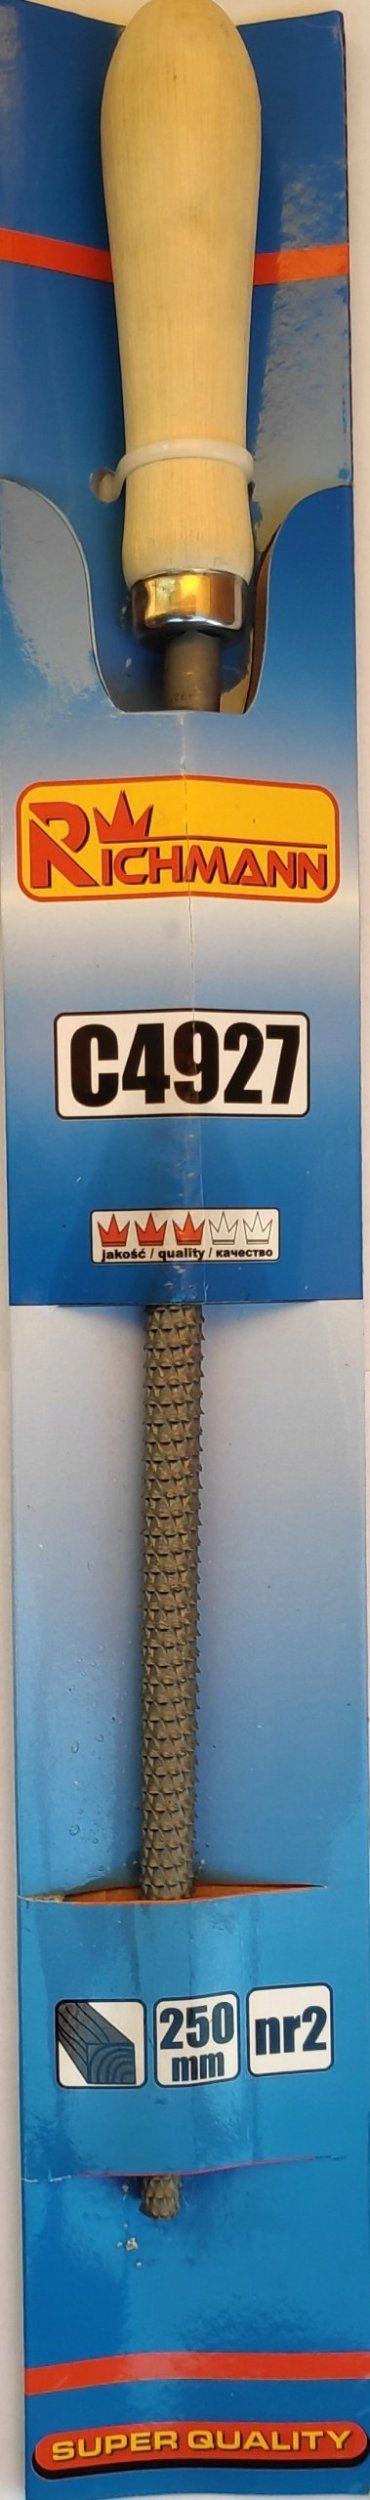 RICHMANN
C4927
jakość / quality / качество
250
mm
nr2
SUPER QUALITY